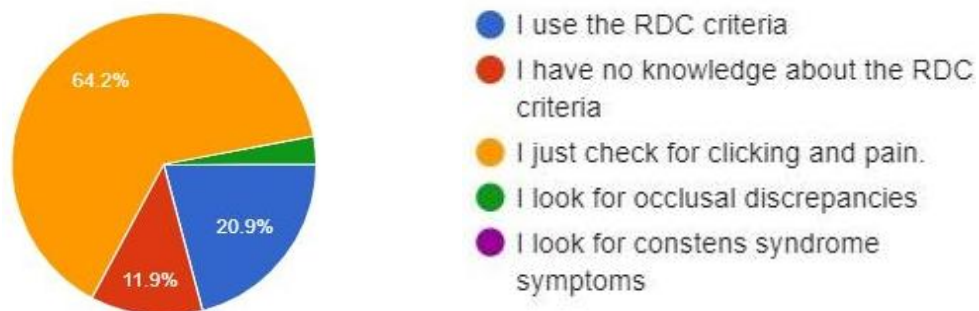 64.2%
20.9%
11.9%
I use the RDC criteria
I have no knowledge about the RDC
criteria
I just check for clicking and pain.
I look for occlusal discrepancies
I look for constens syndrome
symptoms